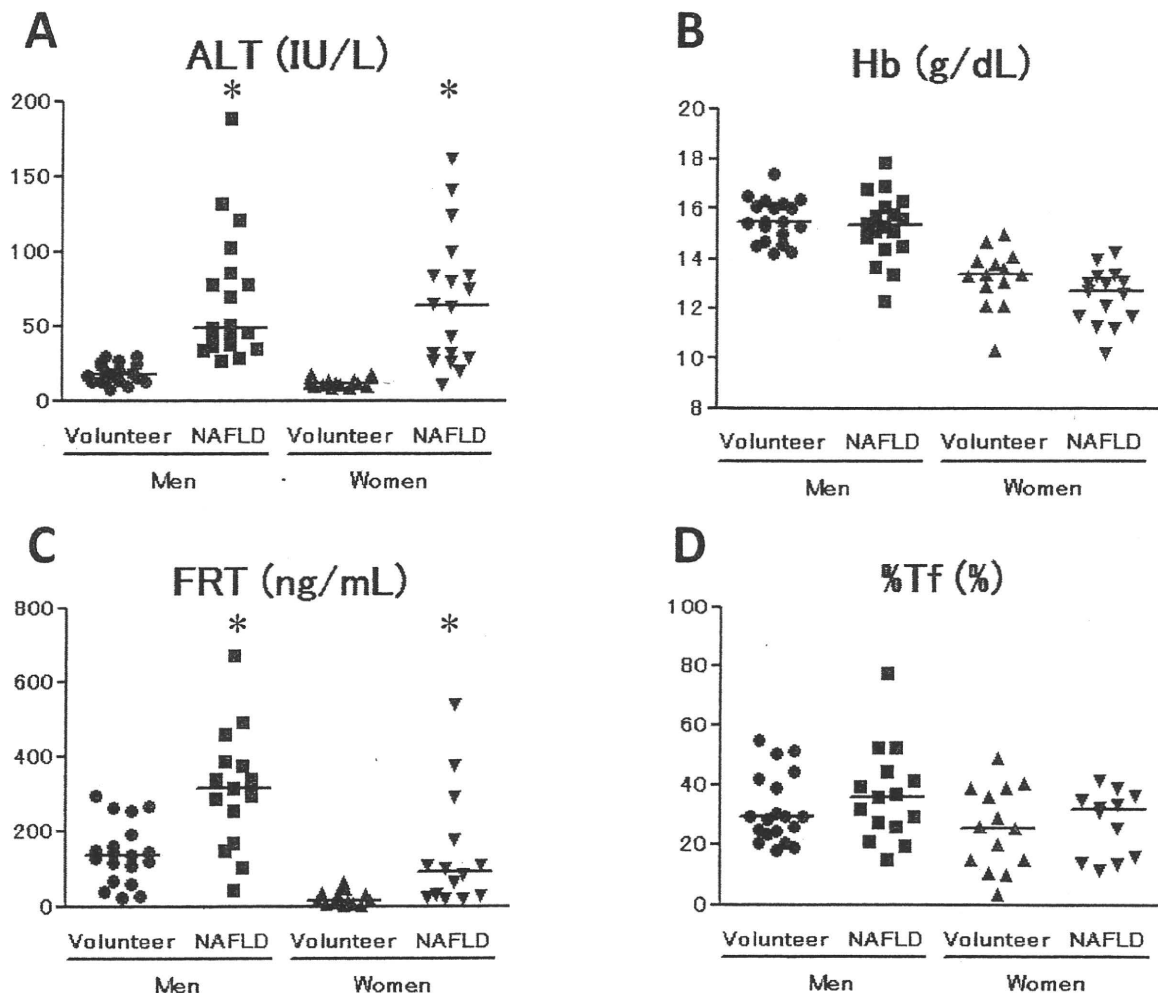 A
ALT (IU/L)
* *
200
150
100
50
0
Volunteer NAFLD Volunteer NAFLD
Men Women
B
Hb (g/dL)
20
18
16
14
12
10
8
Volunteer NAFLD Volunteer NAFLD
Men Women
C
FRT (ng/mL)
* *
800
600
400
200
0
Volunteer NAFLD Volunteer NAFLD
Men Women
D
%Tf (%)
100
80
60
40
20
0
Volunteer NAFLD Volunteer NAFLD
Men Women